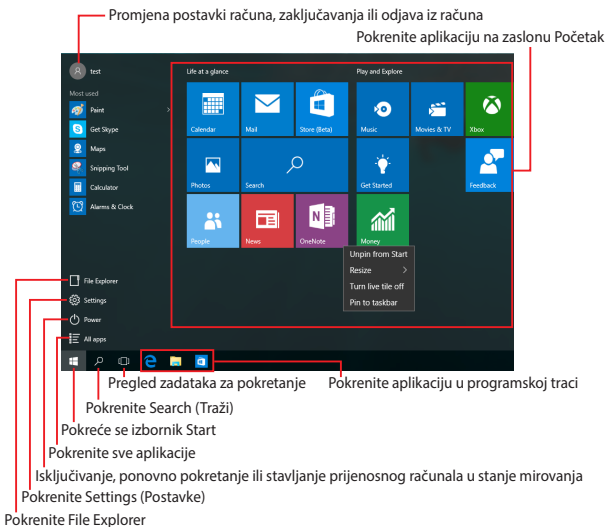 Promjena postavki računa, zaključavanja ili odjava iz računa
Pokrenite aplikaciju na zaslonu Početak
test
Most used
Paint
Get Skype
Maps
Snipping Tool
Calculator
Alarms & Clock
File Explorer
Settings
Power
All apps
Life at a glance
Play and Explore
Calendar
Mail
Store (Beta)
Music
Movies & TV
Xbox
Photos
Search
Get Started
Feedback
People
News
OneNote
Money
Unpin from Start
Resize
Turn live tile off
Pin to taskbar
Pregled zadataka za pokretanje
Pokrenite aplikaciju u programskoj traci
Pokrenite Search (Traži)
Pokreće se izbornik Start
Pokrenite sve aplikacije
Isključivanje, ponovno pokretanje ili stavljanje prijenosnog računala u stanje mirovanja
Pokrenite Settings (Postavke)
Pokrenite File Explorer